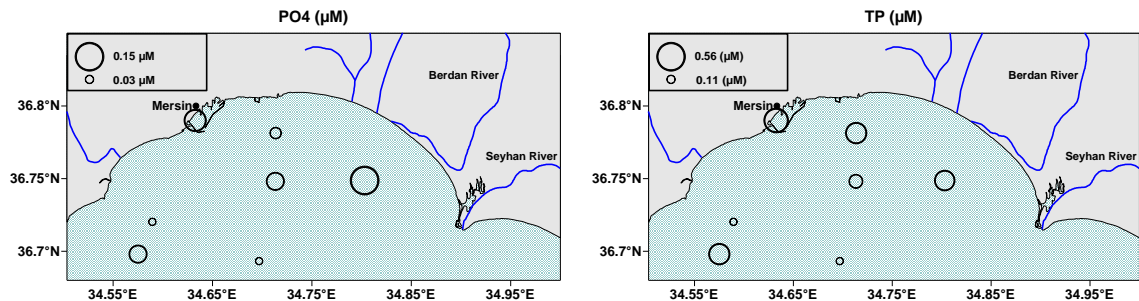 PO4 (µM)
0.15 µM
0.03 µM
Berdan River
Mersin
Seyhan River
36.8°N
36.75°N
36.7°N
34.55°E 34.65°E 34.75°E 34.85°E 34.95°E
TP (µM)
0.56 (µM)
0.11 (µM)
Berdan River
Mersin
Seyhan River
36.8°N
36.75°N
36.7°N
34.55°E 34.65°E 34.75°E 34.85°E 34.95°E